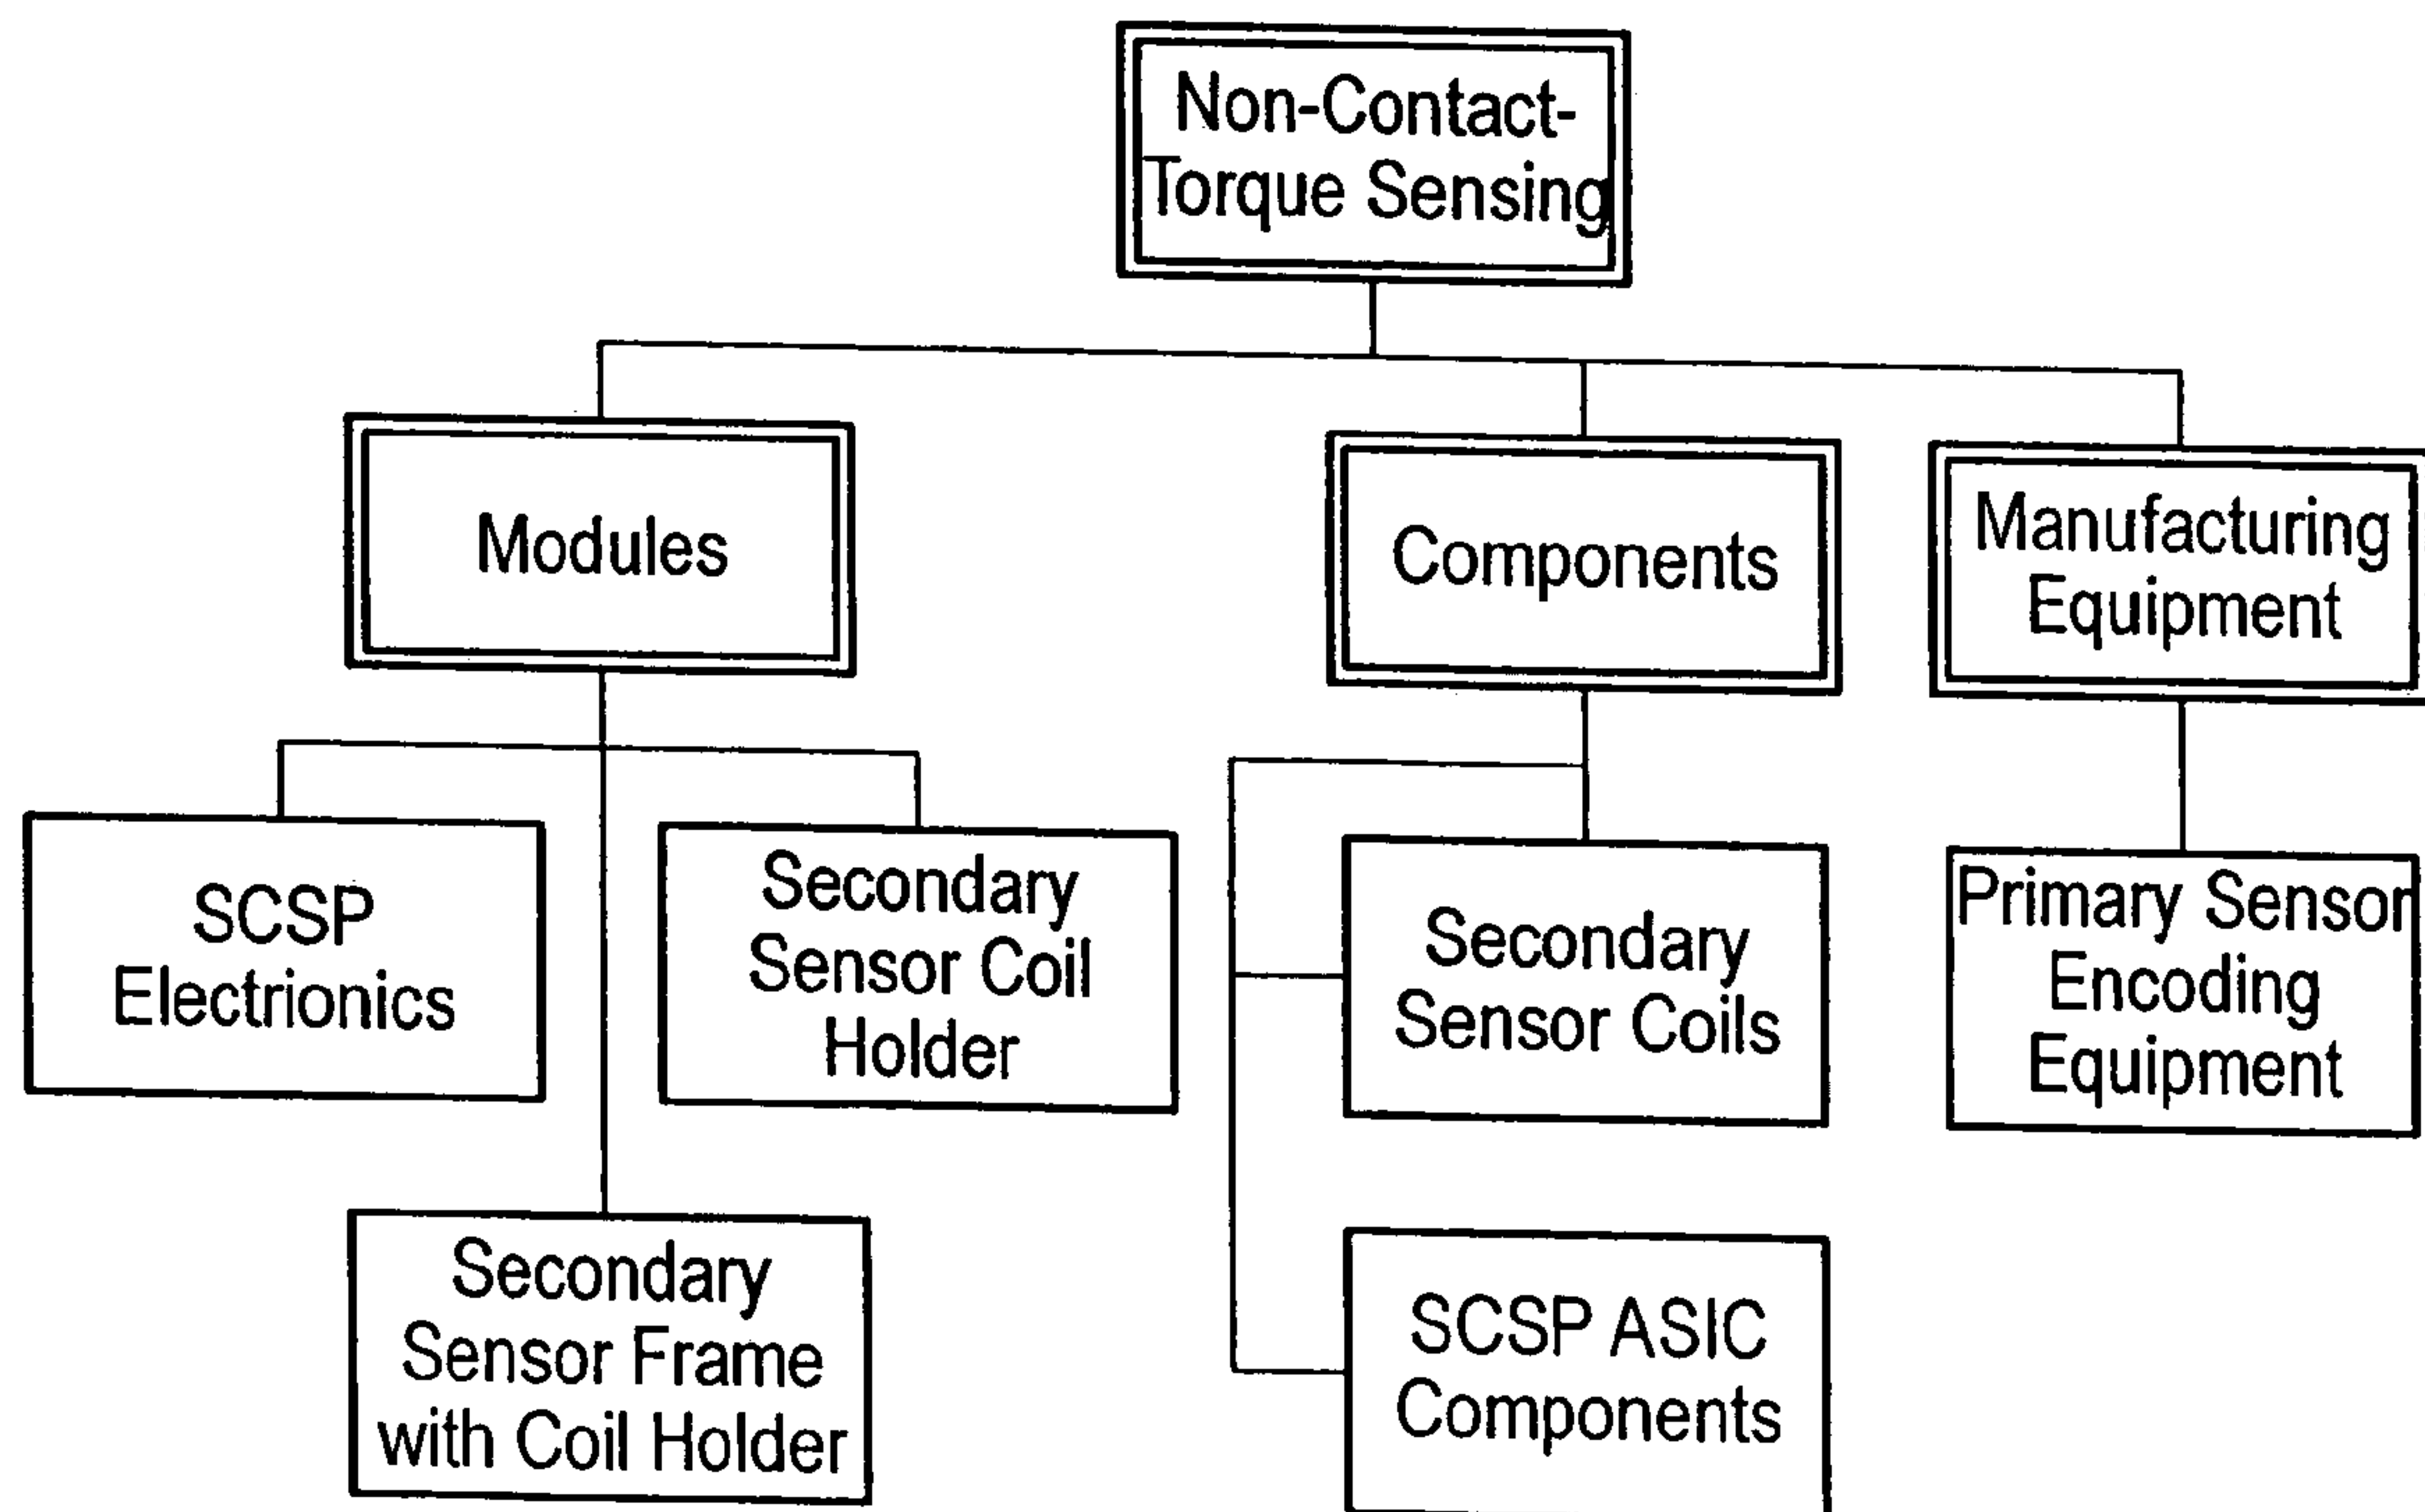 Non-Contact-
Torque Sensing
Modules
Components
Manufacturing
Equipment
SCSP
Electrionics
Secondary
Sensor Coil
Holder
Secondary
Sensor Coils
Primary Sensor
Encoding
Equipment
Secondary
Sensor Frame
with Coil Holder
SCSP ASIC
Components